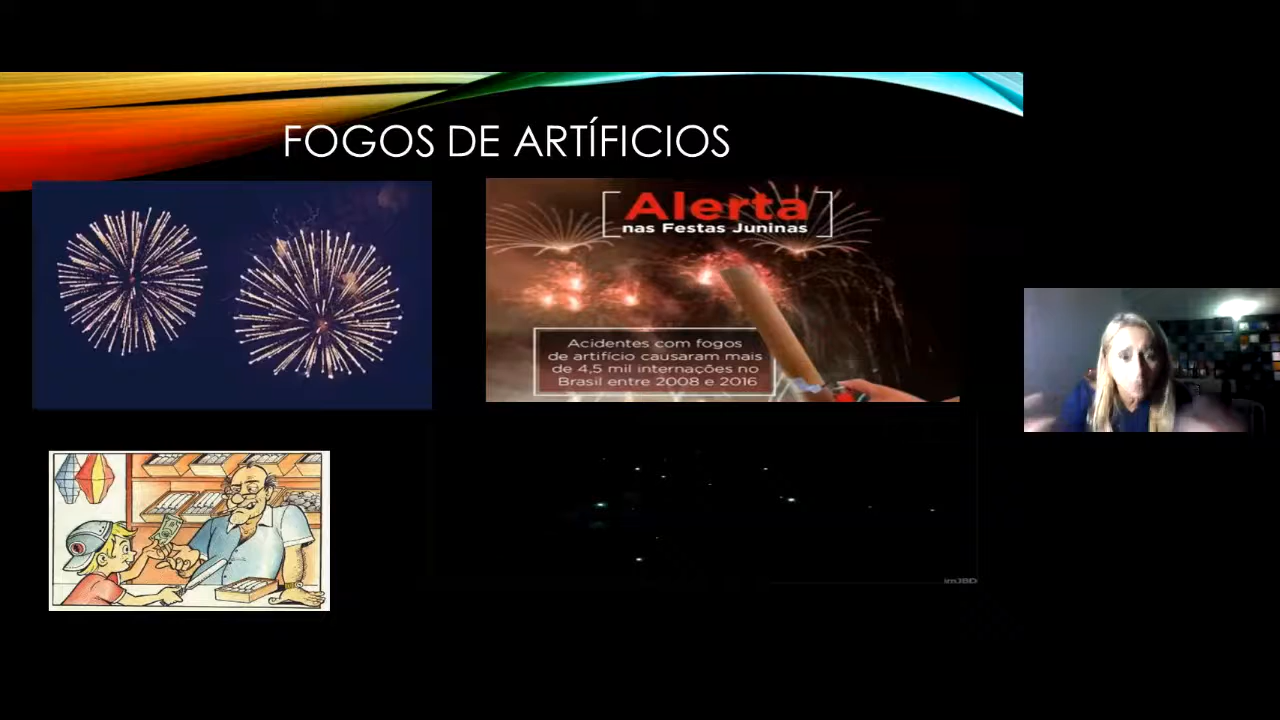 FOGOS DE ARTÍFICIOS
Alerta
nas Festas Juninas
Acidentes com fogos
de artifício causaram mais
de 4,5 mil internações no
Brasil entre 2008 e 2016